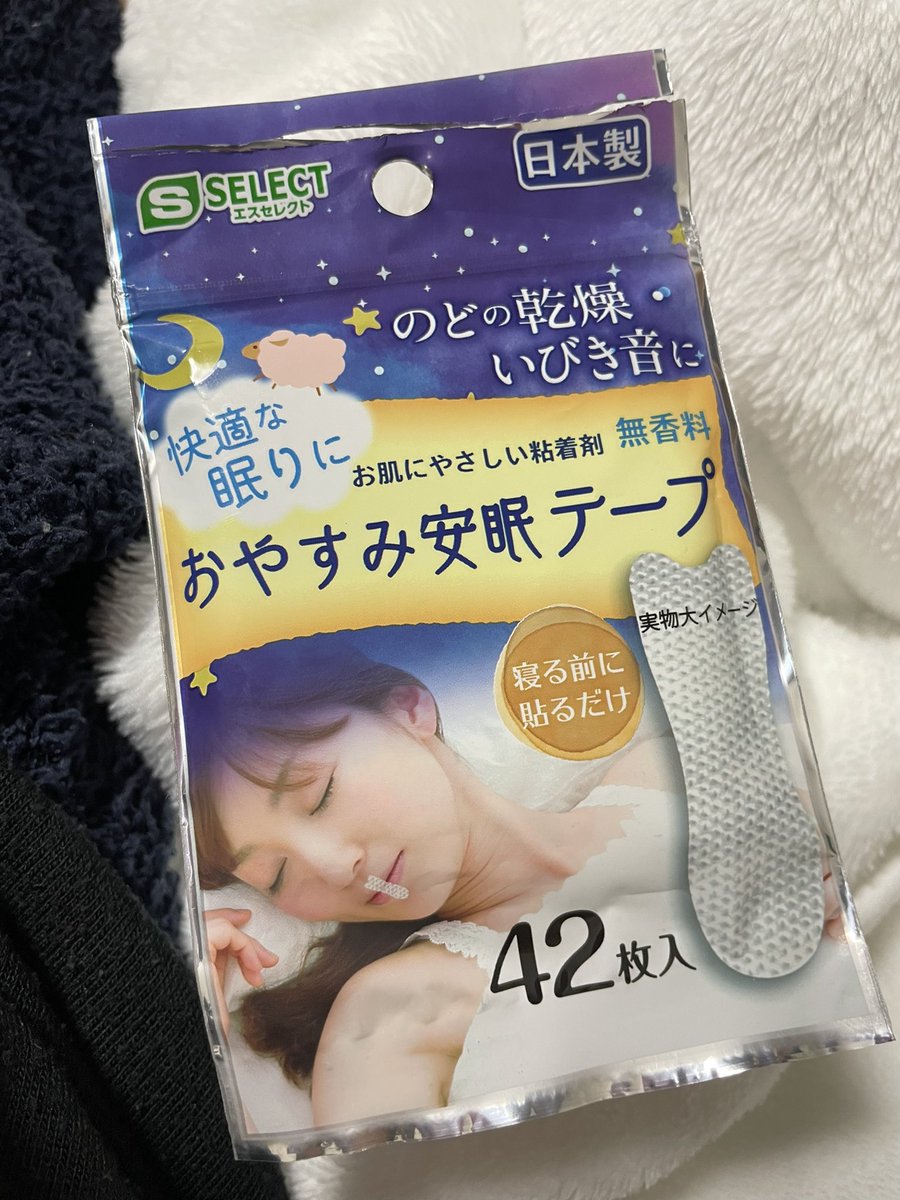 S SELECT
エスセレクト
日本製
のどの乾燥
いびき音に
快適な
眠りに
お肌にやさしい粘着剤 無香料
おやすみ安眠テープ
実物大イメージ
寝る前に
貼るだけ
42枚入